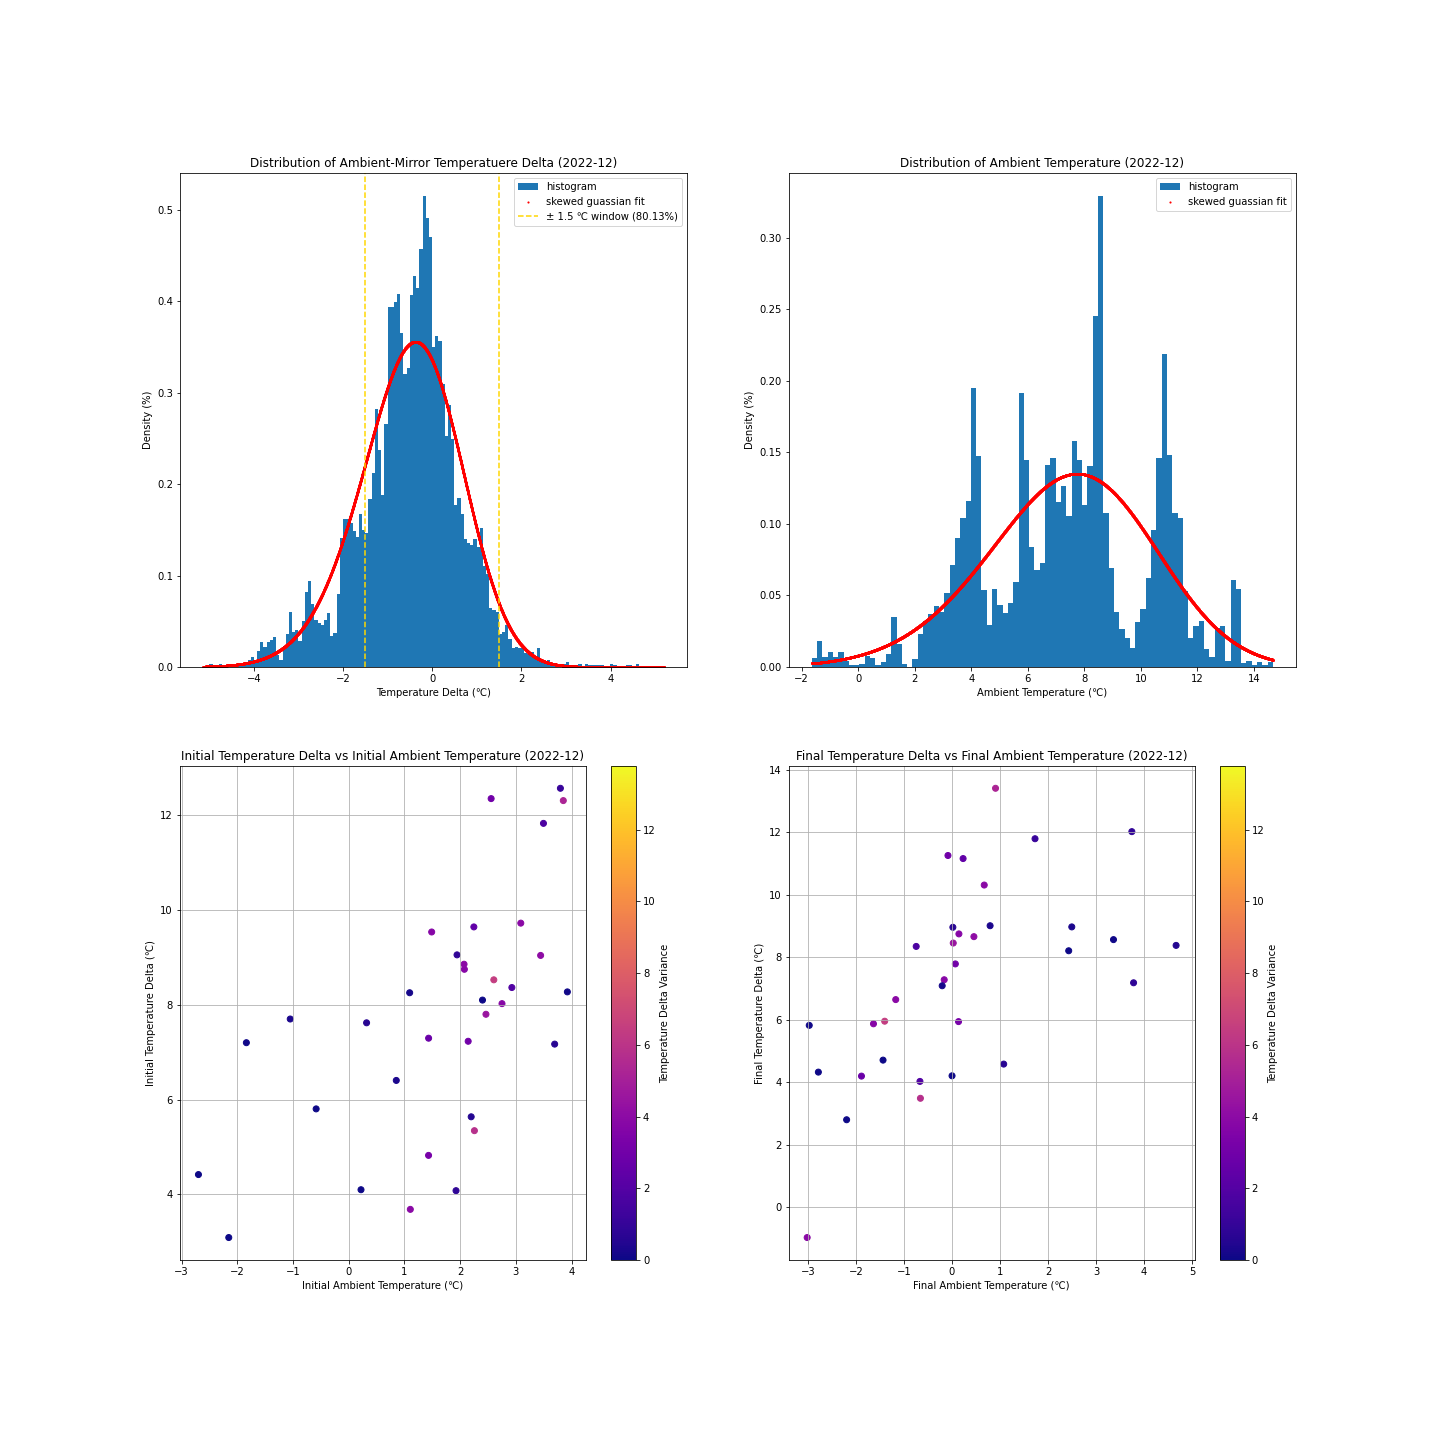 Distribution of Ambient-Mirror Temperatuere Delta (2022-12)
histogram
skewed guassian fit
± 1.5 ℃ window (80.13%)
Density (%)
0.5
0.4
0.3
0.2
0.1
0.0
−4 −2 0 2 4
Temperature Delta (℃)
Distribution of Ambient Temperature (2022-12)
histogram
skewed guassian fit
Density (%)
0.30
0.25
0.20
0.15
0.10
0.05
0.00
−2 0 2 4 6 8 10 12 14
Ambient Temperature (℃)
Initial Temperature Delta vs Initial Ambient Temperature (2022-12)
Initial Temperature Delta (℃)
12
10
8
6
4
−3 −2 −1 0 1 2 3 4
Initial Ambient Temperature (℃)
12
10
8
6
4
2
0
Temperature Delta Variance
Final Temperature Delta vs Final Ambient Temperature (2022-12)
Final Temperature Delta (℃)
14
12
10
8
6
4
2
0
−3 −2 −1 0 1 2 3 4 5
Final Ambient Temperature (℃)
12
10
8
6
4
2
0
Temperature Delta Variance